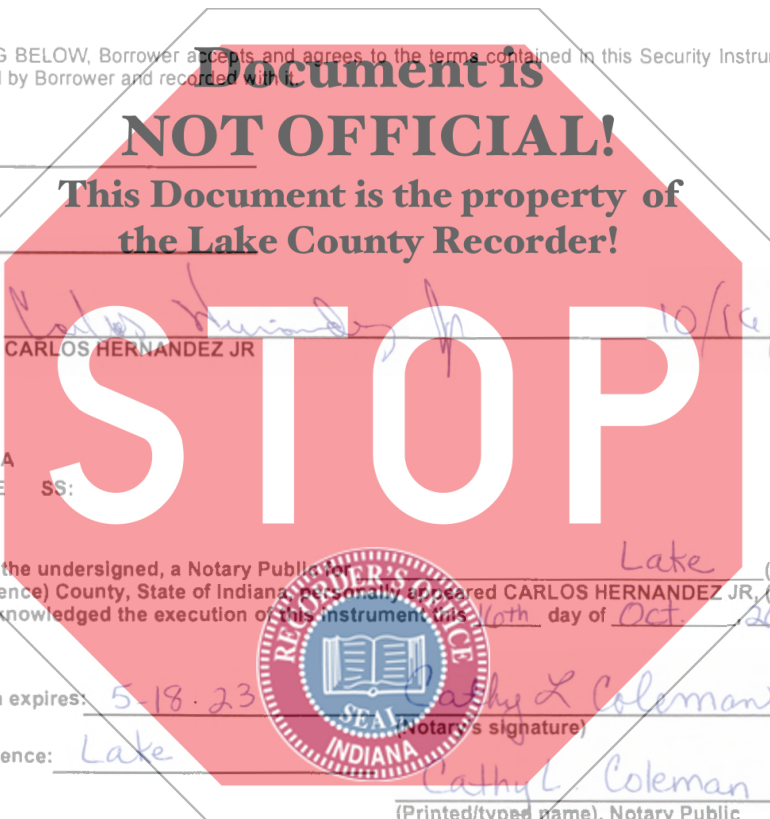 G BELOW, Borrower accepts and agrees to the terms contained in this Security Instru
Document is
d by Borrower and recorded with it.
NOT OFFICIAL!
This Document is the property of
the Lake County Recorder!
Carlos Hernandez Jr 10/16
CARLOS HERNANDEZ JR
STOP
A
E SS:
the undersigned, a Notary Public for Lake (
ence) County, State of Indiana, personally appeared CARLOS HERNANDEZ JR, (
knowledged the execution of this instrument this 16th day of Oct. , 20
RECORDER'S OFFICE
SEAL
INDIANA
n expires: 5-18-23 Cathy L Coleman
(Notary's signature)
ence: Lake
Cathy L. Coleman
(Printed/typed name), Notary Public